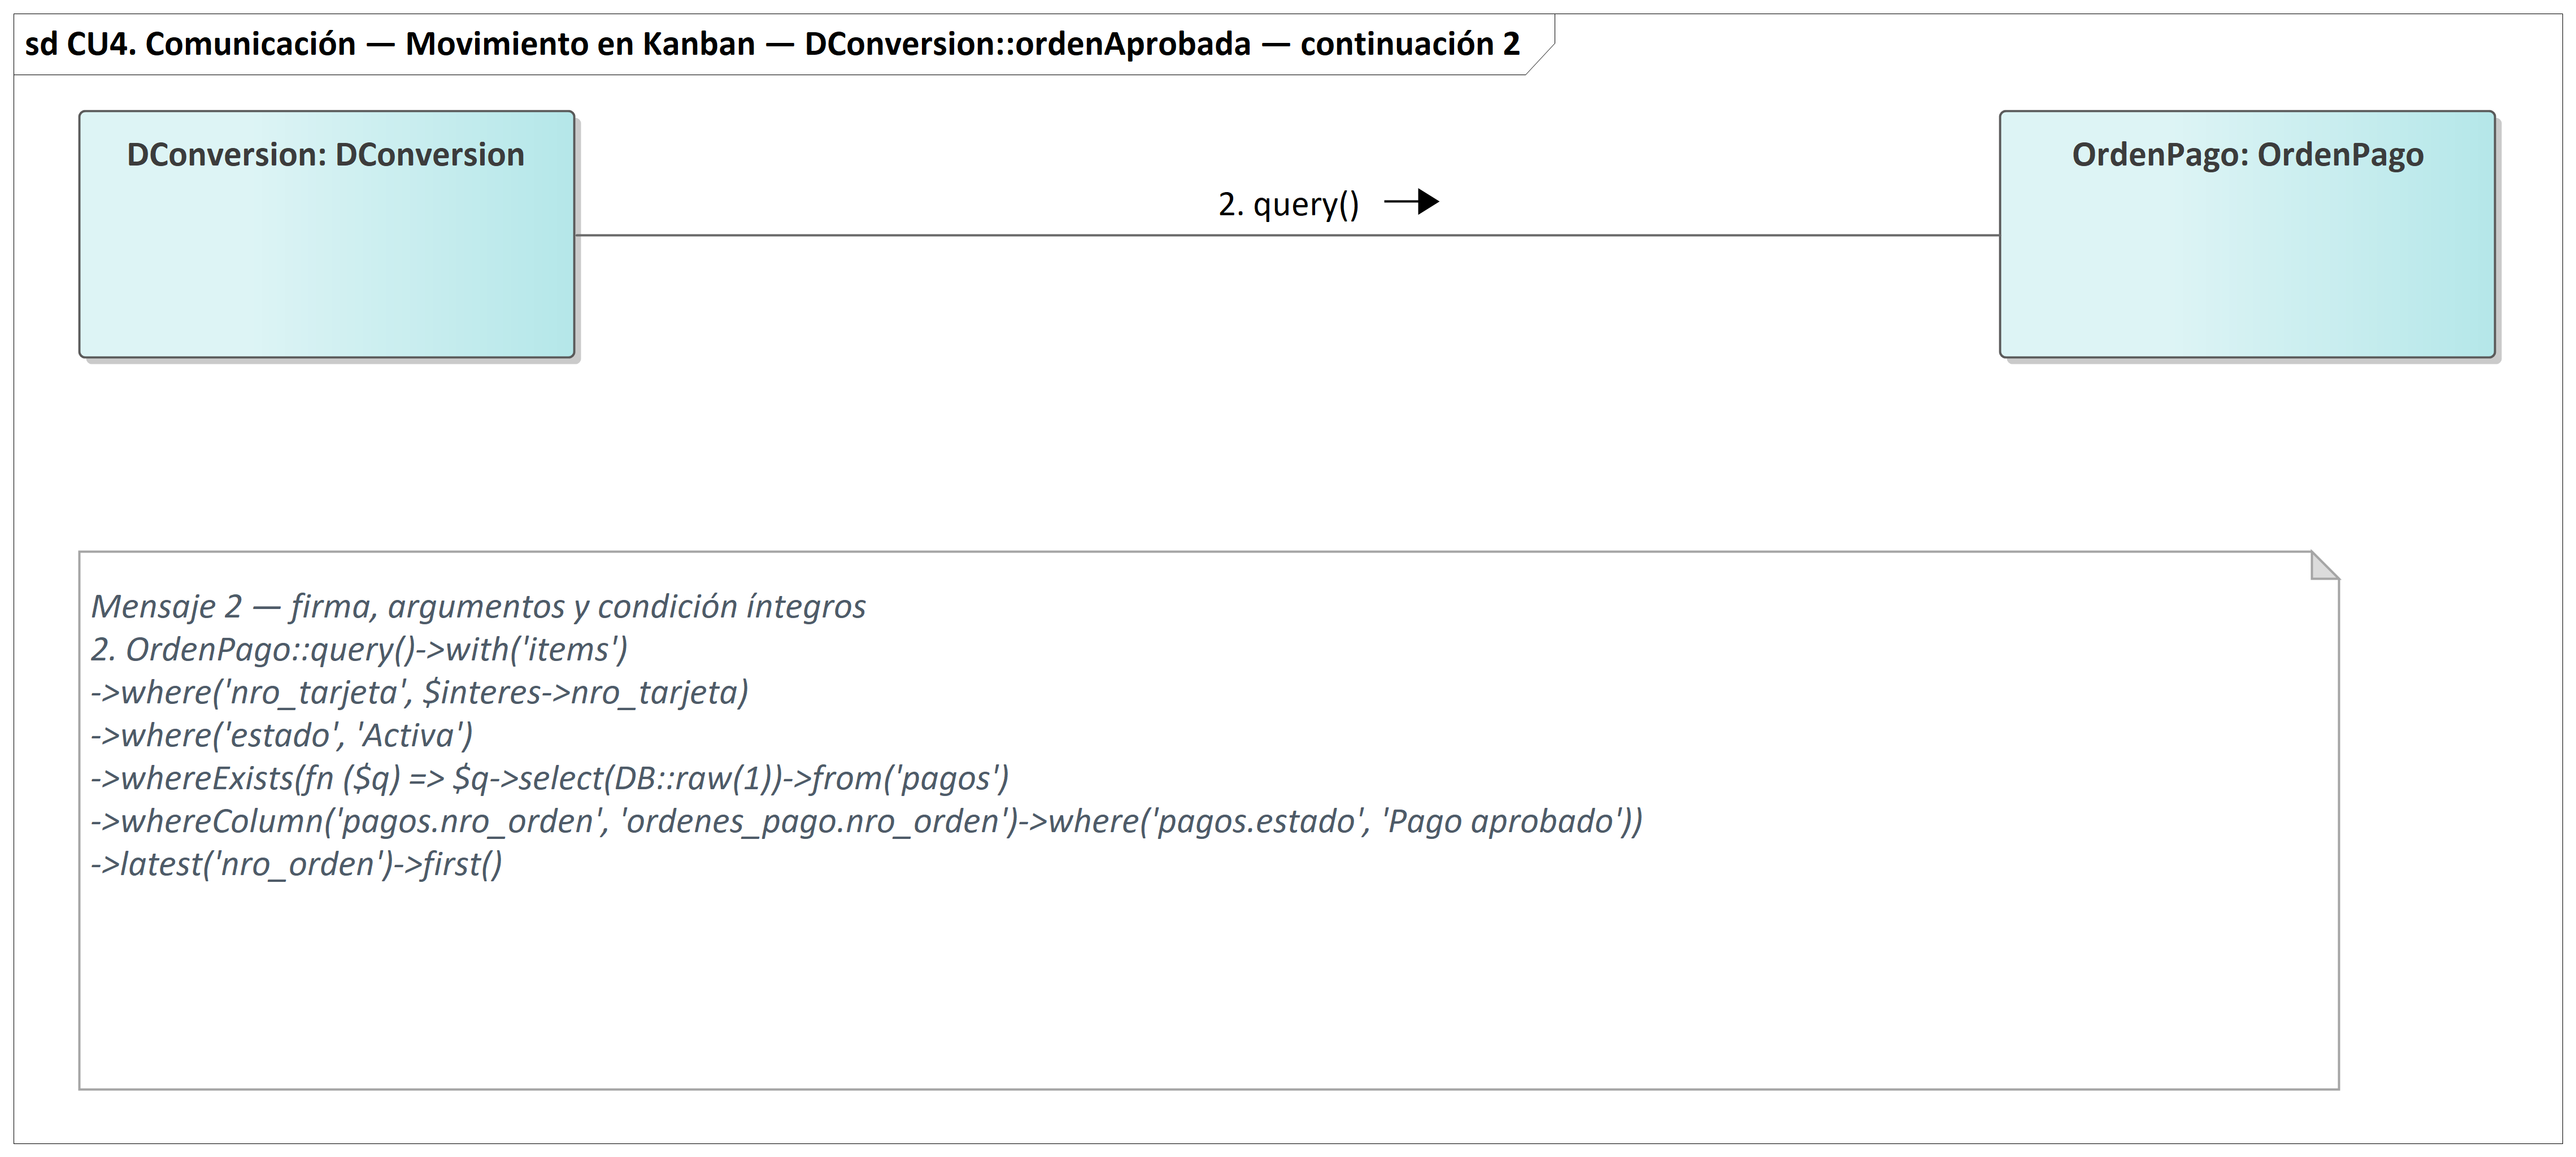 sd CU4. Comunicación — Movimiento en Kanban — DConversion::ordenAprobada — continuación 2
DConversion: DConversion
OrdenPago: OrdenPago
2. query()
Mensaje 2 — firma, argumentos y condición íntegros
2. OrdenPago::query()->with('items')
->where('nro_tarjeta', $interes->nro_tarjeta)
->where('estado', 'Activa')
->whereExists(fn ($q) => $q->select(DB::raw(1))->from('pagos')
->whereColumn('pagos.nro_orden', 'ordenes_pago.nro_orden')->where('pagos.estado', 'Pago aprobado'))
->latest('nro_orden')->first()